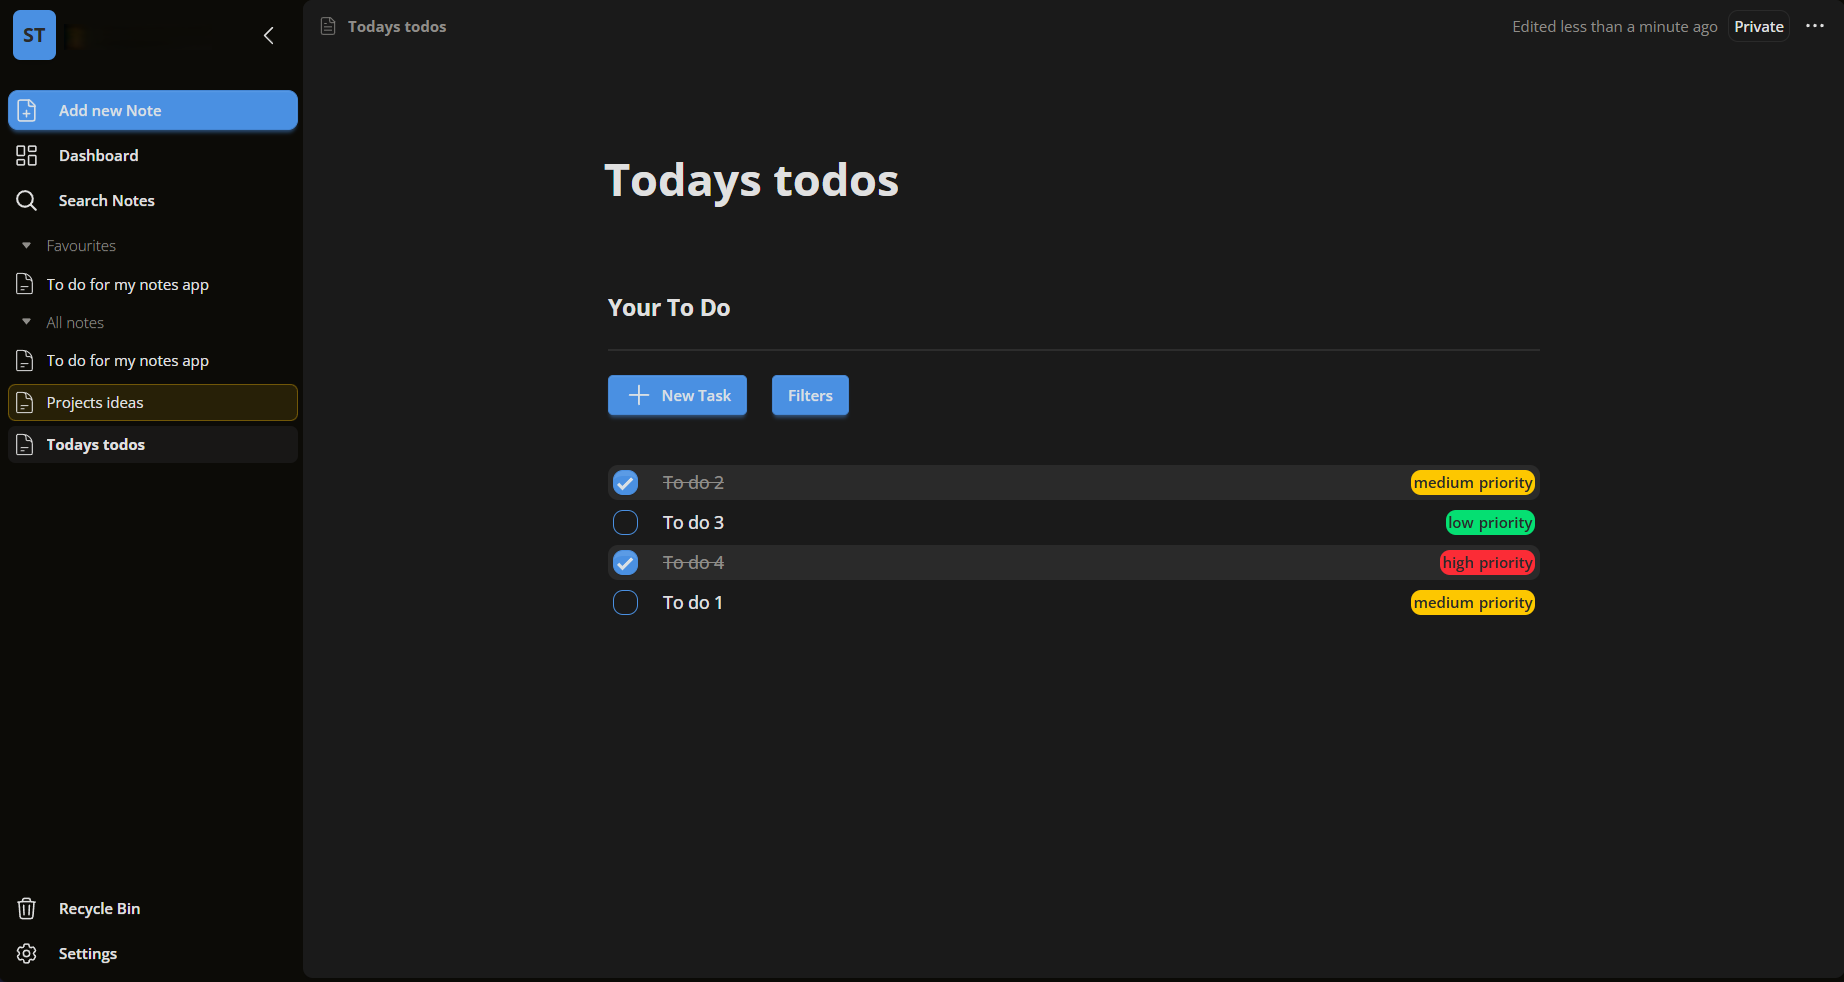 ST
Add new Note
Dashboard
Search Notes
Favourites
To do for my notes app
All notes
To do for my notes app
Projects ideas
Todays todos
Recycle Bin
Settings
Todays todos
Edited less than a minute ago
Private
Todays todos
Your To Do
New Task
Filters
To do 2 medium priority
To do 3 low priority
To do 4 high priority
To do 1 medium priority